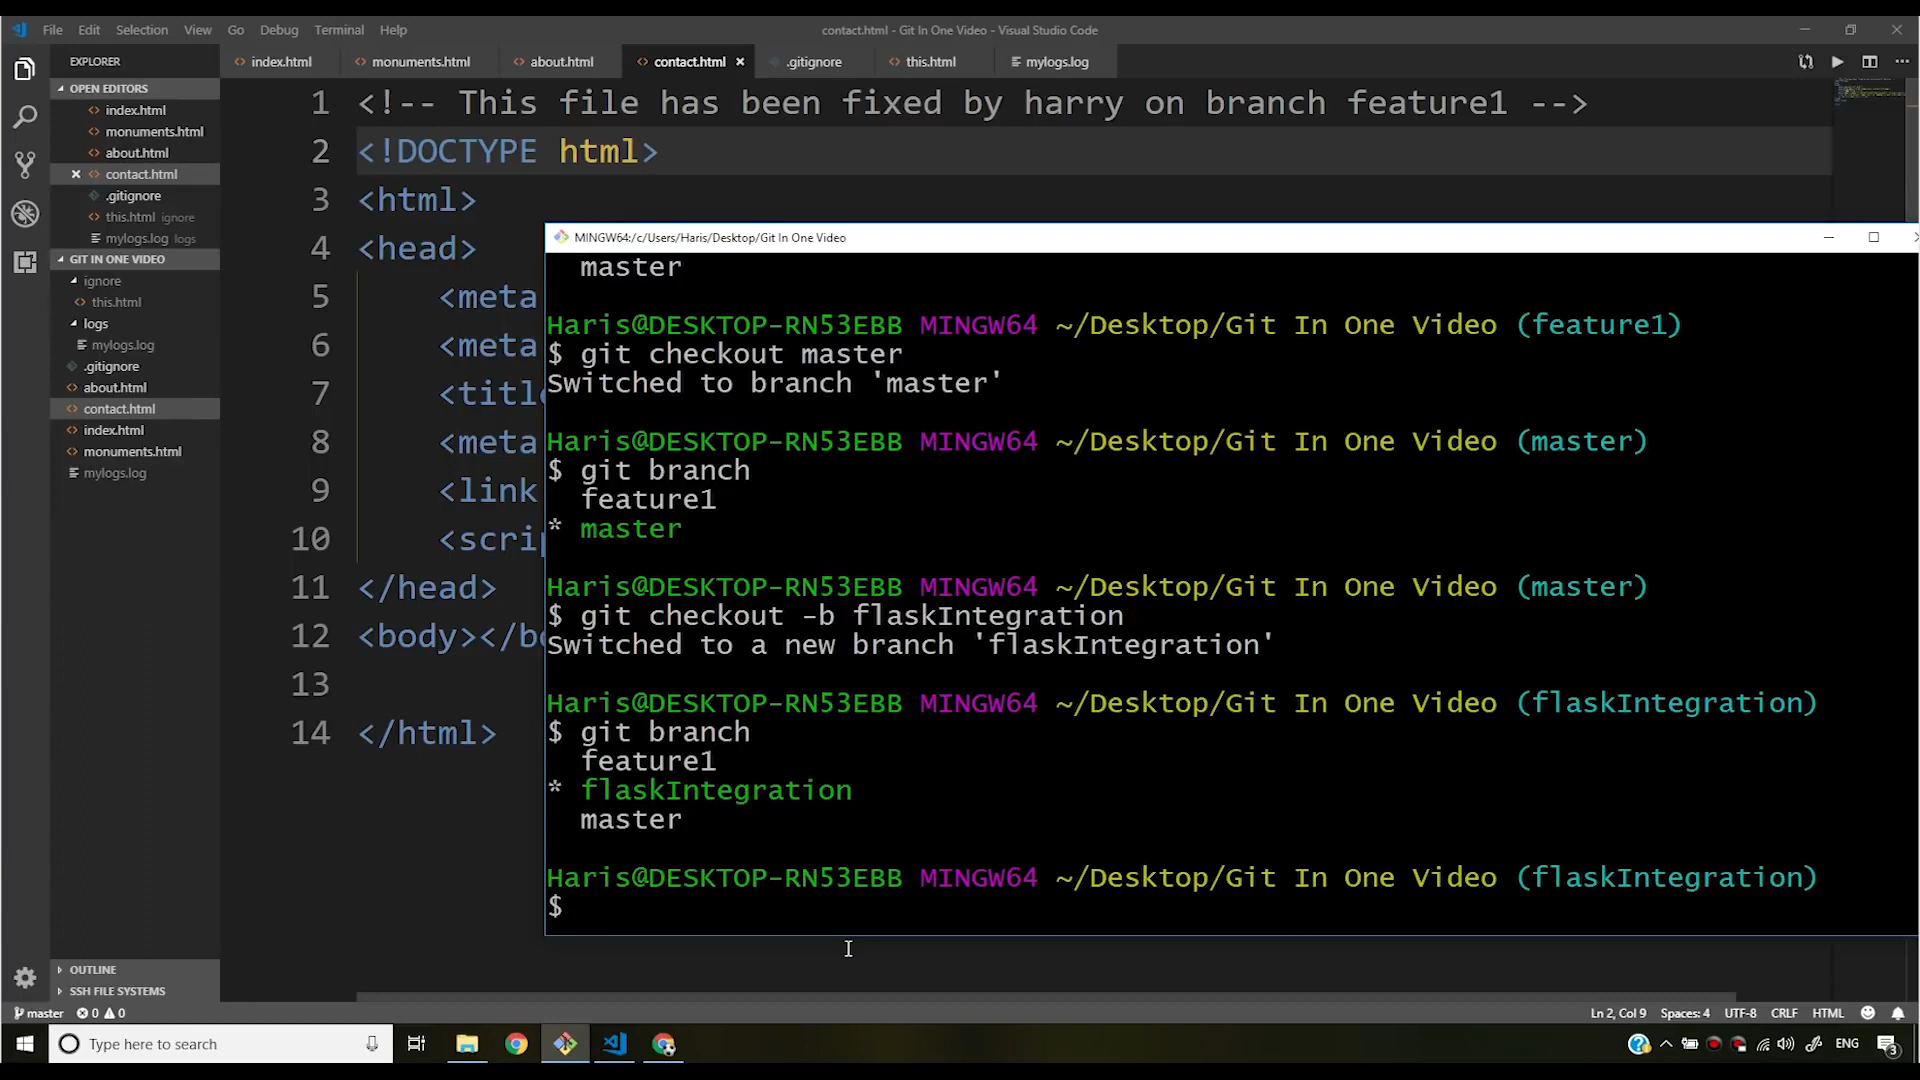 File Edit Selection View Go Debug Terminal Help
contact.html - Git In One Video - Visual Studio Code
EXPLORER
index.html monuments.html about.html contact.html .gitignore this.html mylogs.log
OPEN EDITORS
index.html
monuments.html
about.html
contact.html
.gitignore
this.html ignore
mylogs.log logs
GIT IN ONE VIDEO
ignore
this.html
logs
mylogs.log
.gitignore
about.html
contact.html
index.html
monuments.html
mylogs.log
OUTLINE
SSH FILE SYSTEMS
1 <!-- This file has been fixed by harry on branch feature1 -->
2 <!DOCTYPE html>
3 <html>
4 <head>
5 <meta
6 <meta
7 <title
8 <meta
9 <link
10 <scrip
11 </head>
12 <body></bo
13
14 </html>
MINGW64:/c/Users/Haris/Desktop/Git In One Video
master
Haris@DESKTOP-RN53EBB MINGW64 ~/Desktop/Git In One Video (feature1)
$ git checkout master
Switched to branch 'master'
Haris@DESKTOP-RN53EBB MINGW64 ~/Desktop/Git In One Video (master)
$ git branch
feature1
* master
Haris@DESKTOP-RN53EBB MINGW64 ~/Desktop/Git In One Video (master)
$ git checkout -b flaskIntegration
Switched to a new branch 'flaskIntegration'
Haris@DESKTOP-RN53EBB MINGW64 ~/Desktop/Git In One Video (flaskIntegration)
$ git branch
feature1
* flaskIntegration
master
Haris@DESKTOP-RN53EBB MINGW64 ~/Desktop/Git In One Video (flaskIntegration)
$
master 0 0
Ln 2, Col 9 Spaces: 4 UTF-8 CRLF HTML
Type here to search
ENG 3